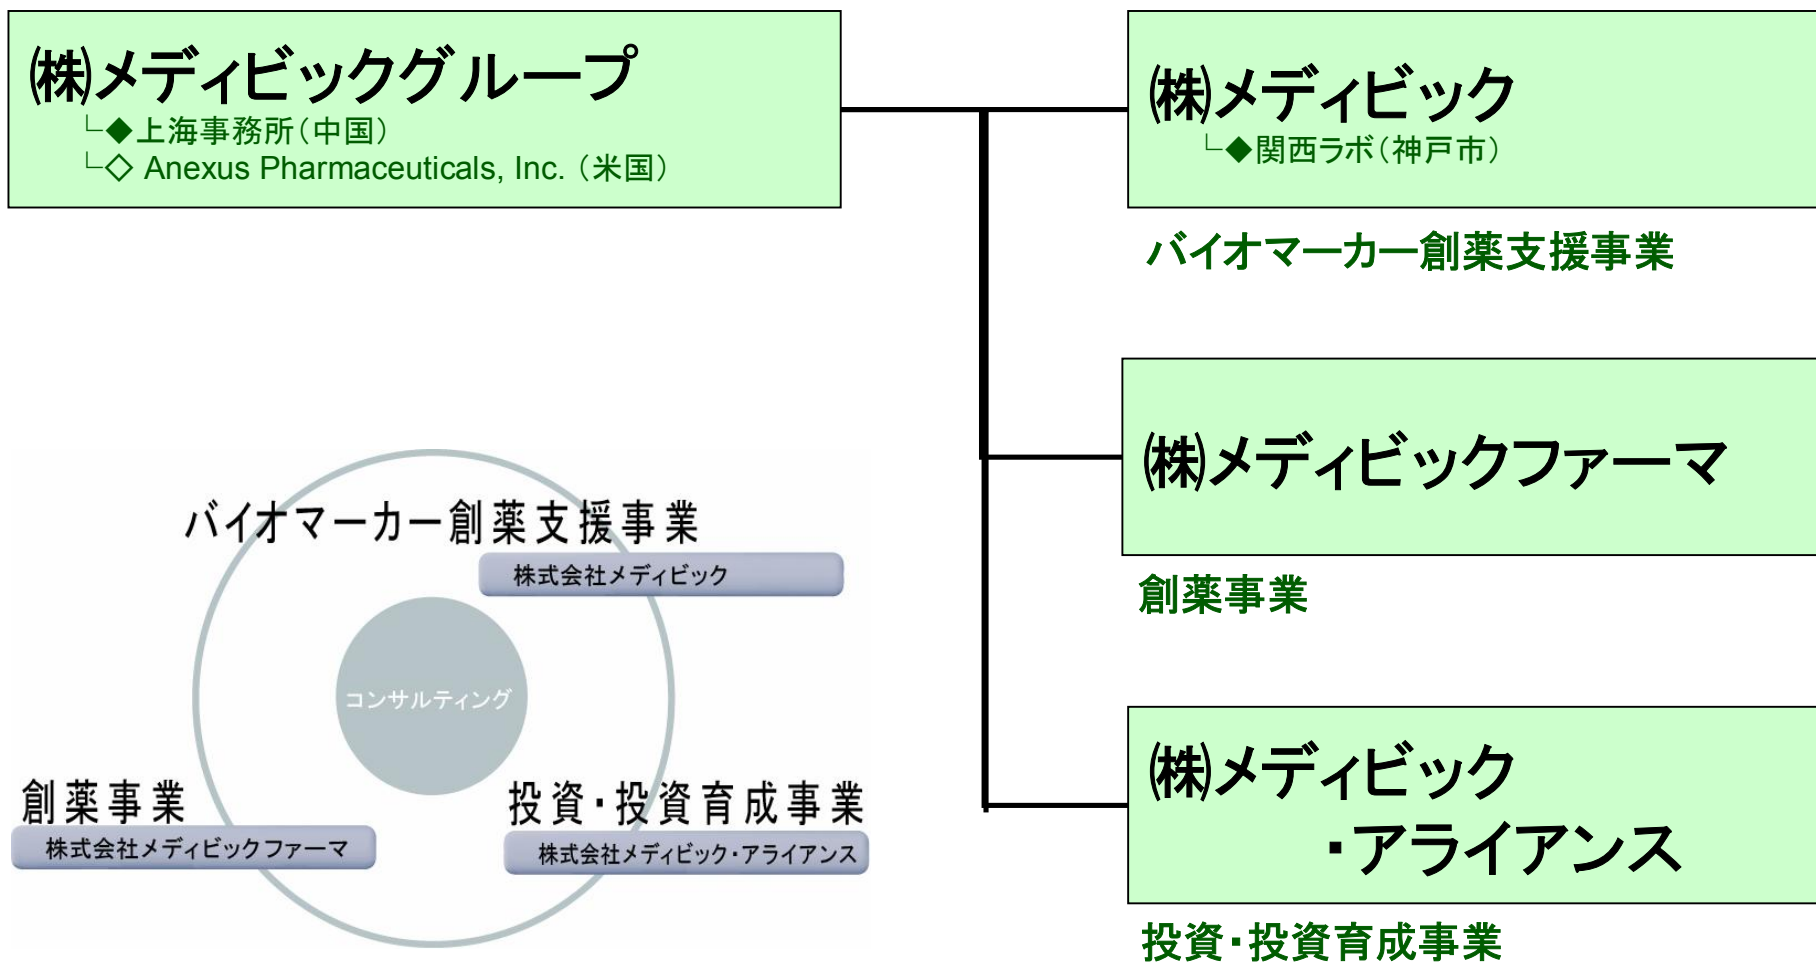 ㈱メディビックグループ
└◆上海事務所（中国）
└◇ Anexus Pharmaceuticals, Inc.（米国）
㈱メディビック
└◆関西ラボ（神戸市）
バイオマーカー創薬支援事業
㈱メディビックファーマ
創薬事業
㈱メディビック
・アライアンス
投資・投資育成事業
バイオマーカー創薬支援事業
株式会社メディビック
コンサルティング
創薬事業
株式会社メディビックファーマ
投資・投資育成事業
株式会社メディビック・アライアンス